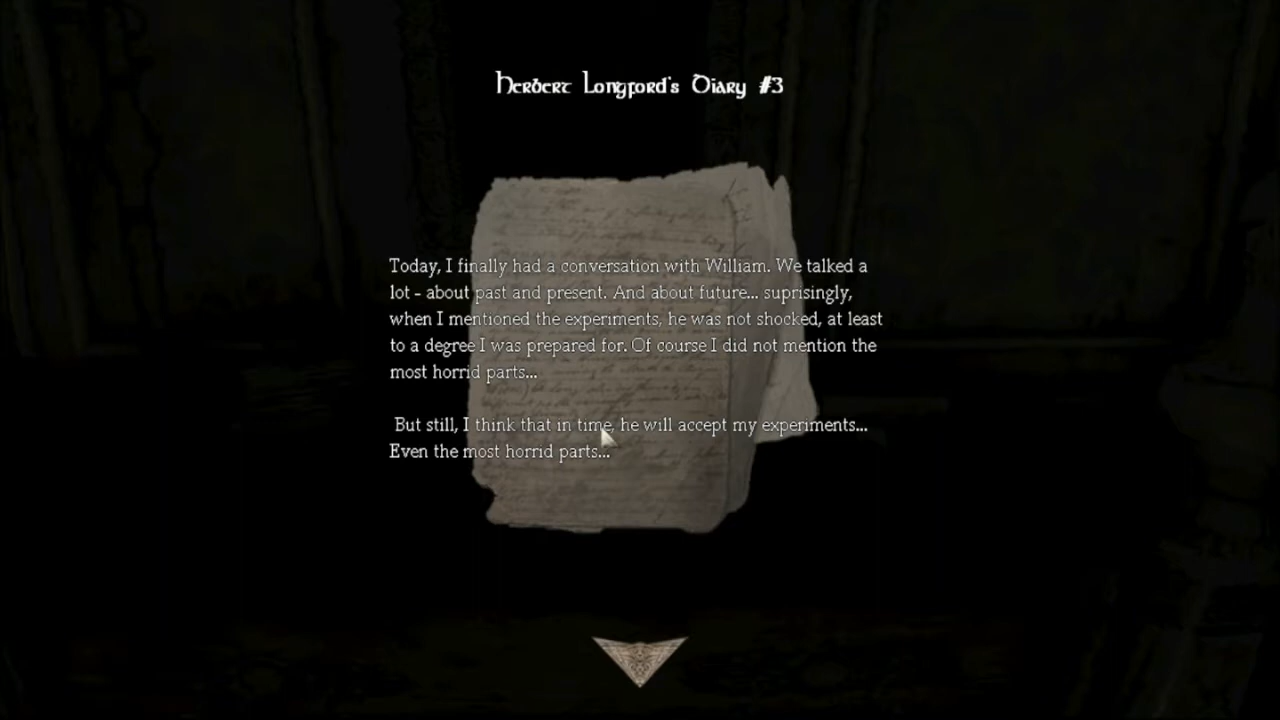 Herbert Longford's Diary #3
Today, I finally had a conversation with William. We talked a
lot - about past and present. And about future... suprisingly,
when I mentioned the experiments, he was not shocked, at least
to a degree I was prepared for. Of course I did not mention the
most horrid parts...
But still, I think that in time, he will accept my experiments...
Even the most horrid parts...